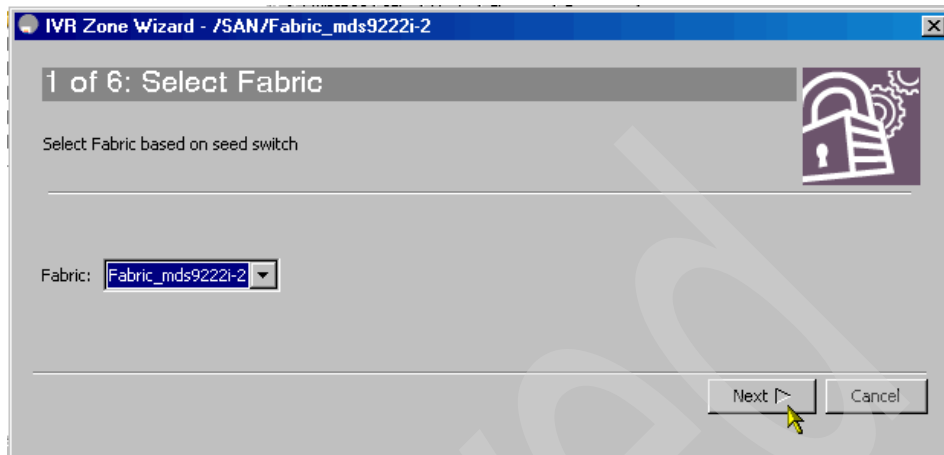 IVR Zone Wizard - /SAN/Fabric_mds9222i-2
1 of 6: Select Fabric
Select Fabric based on seed switch
Fabric: Fabric_mds9222i-2
Next Cancel